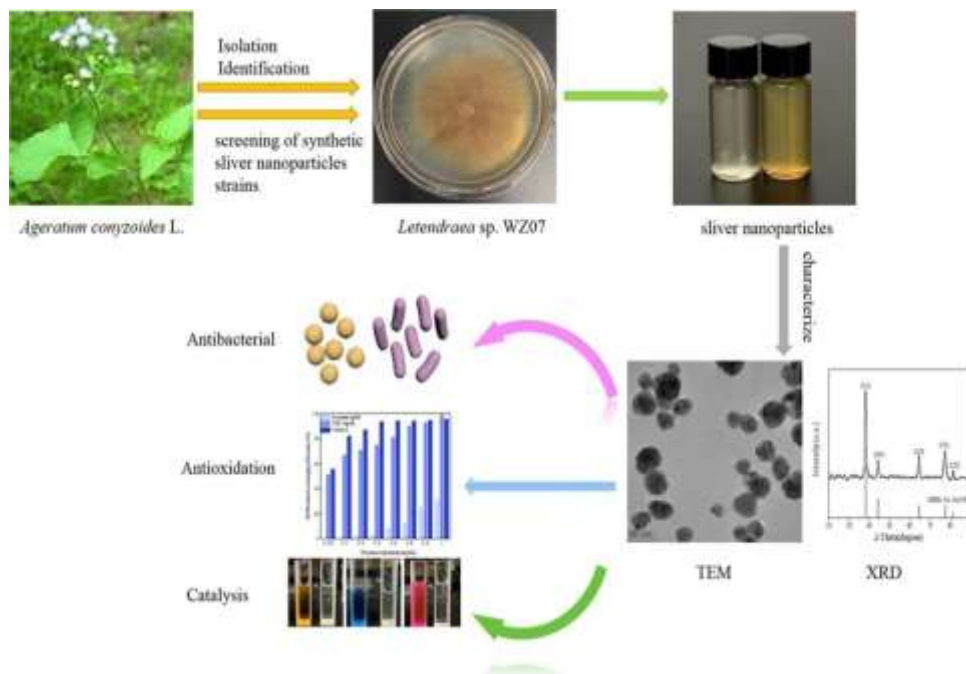 Isolation
Identification
screening of synthetic
sliver nanoparticles
strains
Ageratum conyzoides L.
Letendraea sp. WZ07
sliver nanoparticles
characterize
Antibacterial
Antioxidation
Catalysis
TEM
XRD